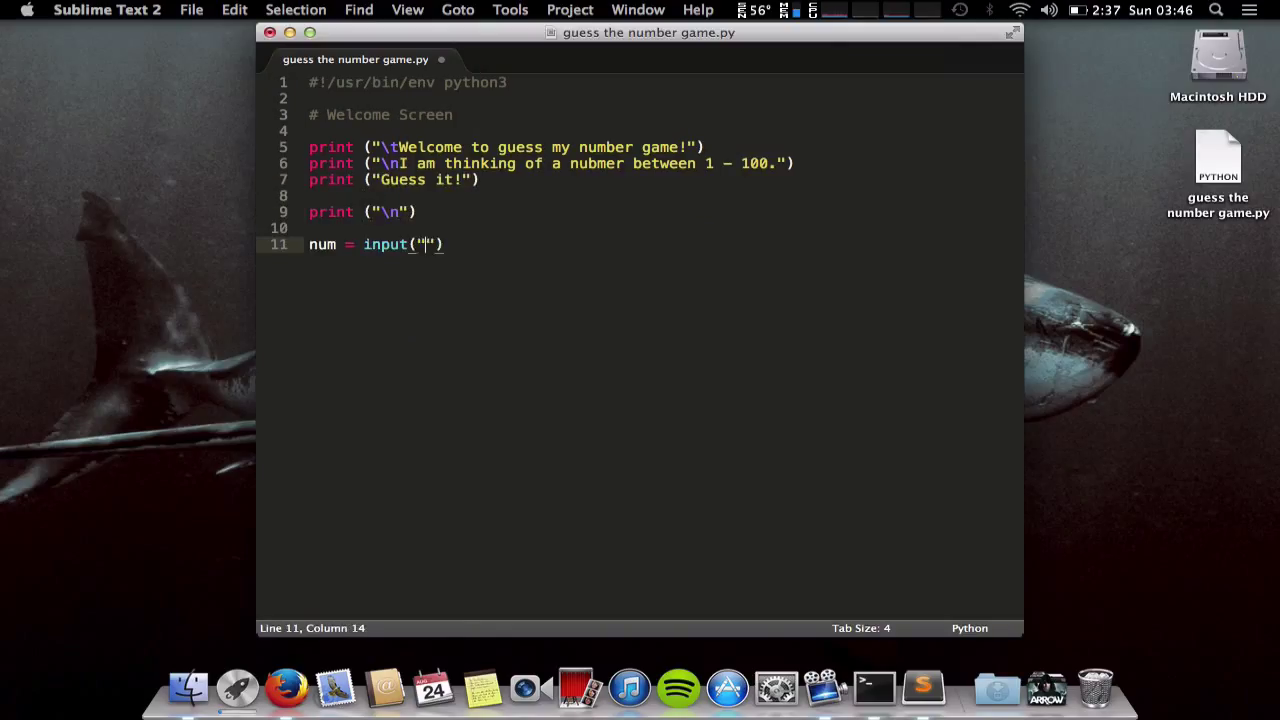 Sublime Text 2 File Edit Selection Find View Goto Tools Project Window Help 56° 2:37 Sun 03:46
guess the number game.py
guess the number game.py
1 #!/usr/bin/env python3
2
3 # Welcome Screen
4
5 print ("\tWelcome to guess my number game!")
6 print ("\nI am thinking of a nubmer between 1 - 100.")
7 print ("Guess it!")
8
9 print ("\n")
10
11 num = input("")
Line 11, Column 14 Tab Size: 4 Python
Macintosh HDD
PYTHON
guess the
number game.py
AUG
24
ARROW